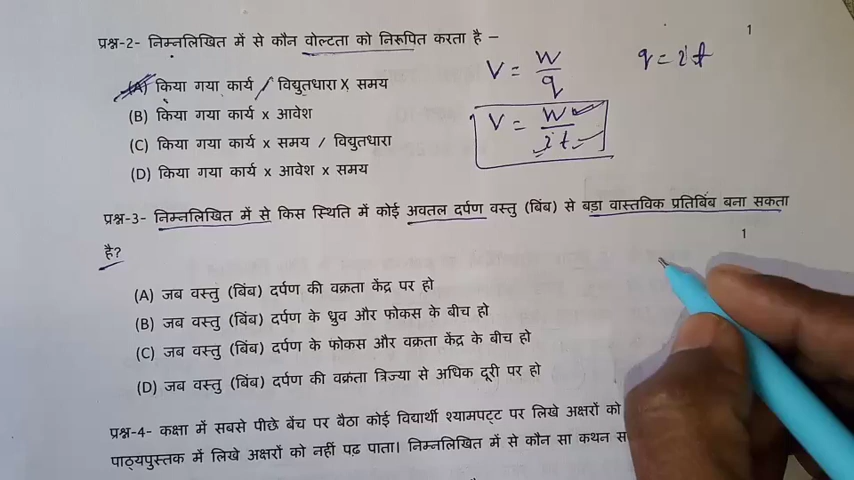 1
प्रश्न-2- निम्नलिखित में से कौन वोल्टता को निरूपित करता है –
(A) किया गया कार्य / विद्युतधारा X समय
(B) किया गया कार्य x आवेश
(C) किया गया कार्य x समय / विद्युतधारा
(D) किया गया कार्य x आवेश x समय
V = W/q
q = it
V = W/it
प्रश्न-3- निम्नलिखित में से किस स्थिति में कोई अवतल दर्पण वस्तु (बिंब) से बड़ा वास्तविक प्रतिबिंब बना सकता
है?
1
(A) जब वस्तु (बिंब) दर्पण की वक्रता केंद्र पर हो
(B) जब वस्तु (बिंब) दर्पण के ध्रुव और फोकस के बीच हो
(C) जब वस्तु (बिंब) दर्पण के फोकस और वक्रता केंद्र के बीच हो
(D) जब वस्तु (बिंब) दर्पण की वक्रता त्रिज्या से अधिक दूरी पर हो
प्रश्न-4- कक्षा में सबसे पीछे बेंच पर बैठा कोई विद्यार्थी श्यामपट्ट पर लिखे अक्षरों को
पाठ्यपुस्तक में लिखे अक्षरों को नहीं पढ़ पाता। निम्नलिखित में से कौन सा कथन